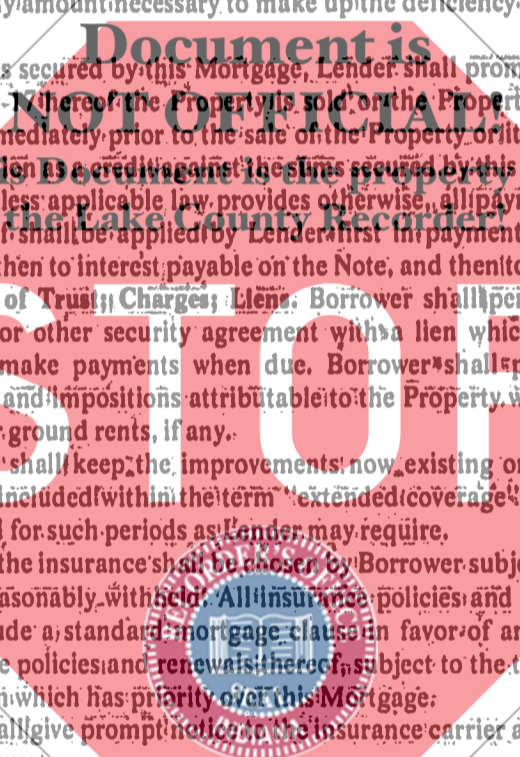 amount necessary to make up the deficiency
Document is
s secured by this Mortgage, Lender shall prom
hereof the Property is sold or the Prope
NOT OFFICIAL!
mediately prior to the sale of the Property or it
is Document is the property
less applicable law provides otherwise, all pay
the Lake County Recorder!
shall be applied by Lender first in payment
then to interest payable on the Note, and then to
of Trust; Charges; Liens. Borrower shall per
STOP
or other security agreement with a lien whic
make payments when due. Borrower shall p
and impositions attributable to the Property w
ground rents, if any.
shall keep the improvements now existing or
included within the term "extended coverage"
for such periods as Lender may require.
the insurance shall be chosen by Borrower subj
asonably withheld. All insurance policies and
de a standard mortgage clause in favor of an
e policies and renewals thereof, subject to the t
which has priority over this Mortgage.
all give prompt notice to the insurance carrier a